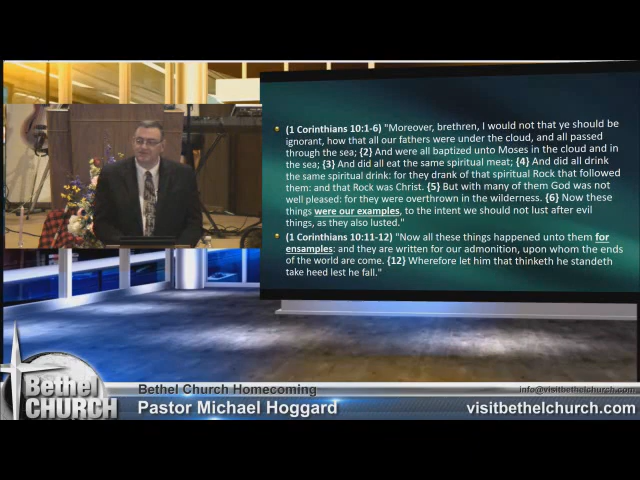 (1 Corinthians 10:1-6) "Moreover, brethren, I would not that ye should be
ignorant, how that all our fathers were under the cloud, and all passed
through the sea; {2} And were all baptized unto Moses in the cloud and in
the sea; {3} And did all eat the same spiritual meat; {4} And did all drink
the same spiritual drink: for they drank of that spiritual Rock that followed
them: and that Rock was Christ. {5} But with many of them God was not
well pleased: for they were overthrown in the wilderness. {6} Now these
things were our examples, to the intent we should not lust after evil
things, as they also lusted."
(1 Corinthians 10:11-12) "Now all these things happened unto them for
ensamples: and they are written for our admonition, upon whom the ends
of the world are come. {12} Wherefore let him that thinketh he standeth
take heed lest he fall."
Bethel
CHURCH
Bethel Church Homecoming
info@visitbethelchurch.com
Pastor Michael Hoggard
visitbethelchurch.com